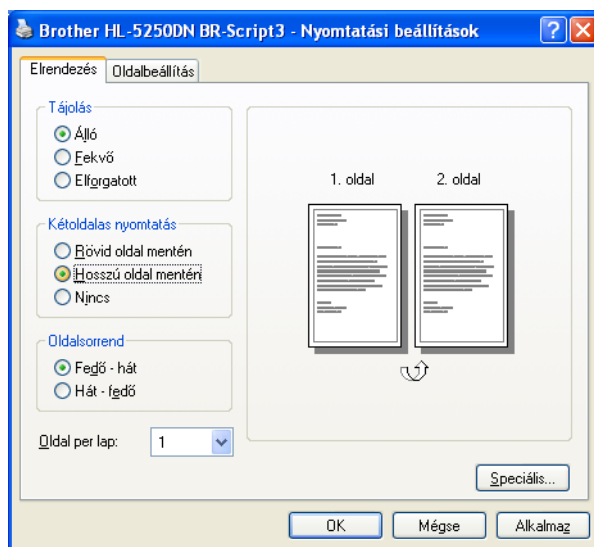 Brother HL-5250DN BR-Script3 - Nyomtatási beállítások
Elrendezés Oldalbeállítás
Tájolás
Álló
Fekvő
Elforgatott
Kétoldalas nyomtatás
Rövid oldal mentén
Hosszú oldal mentén
Nincs
Oldalsorrend
Fedő - hát
Hát - fedő
Oldal per lap: 1
1. oldal 2. oldal
Speciális...
OK Mégse Alkalmaz